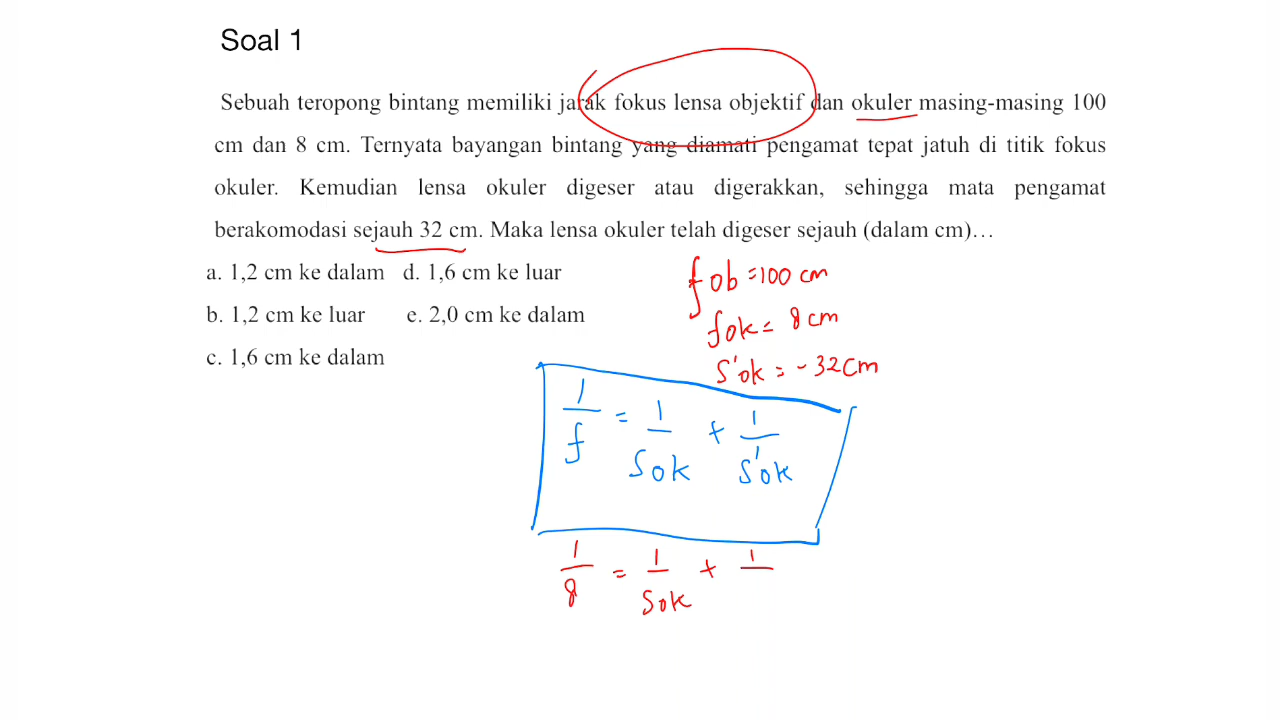 Soal 1
Sebuah teropong bintang memiliki jarak fokus lensa objektif dan okuler masing-masing 100
cm dan 8 cm. Ternyata bayangan bintang yang diamati pengamat tepat jatuh di titik fokus
okuler. Kemudian lensa okuler digeser atau digerakkan, sehingga mata pengamat
berakomodasi sejauh 32 cm. Maka lensa okuler telah digeser sejauh (dalam cm)…
a. 1,2 cm ke dalam d. 1,6 cm ke luar
b. 1,2 cm ke luar e. 2,0 cm ke dalam
c. 1,6 cm ke dalam
fob = 100 cm
fok = 8 cm
S'ok = -32 cm
1/f = 1/Sok + 1/S'ok
1/8 = 1/Sok + 1/